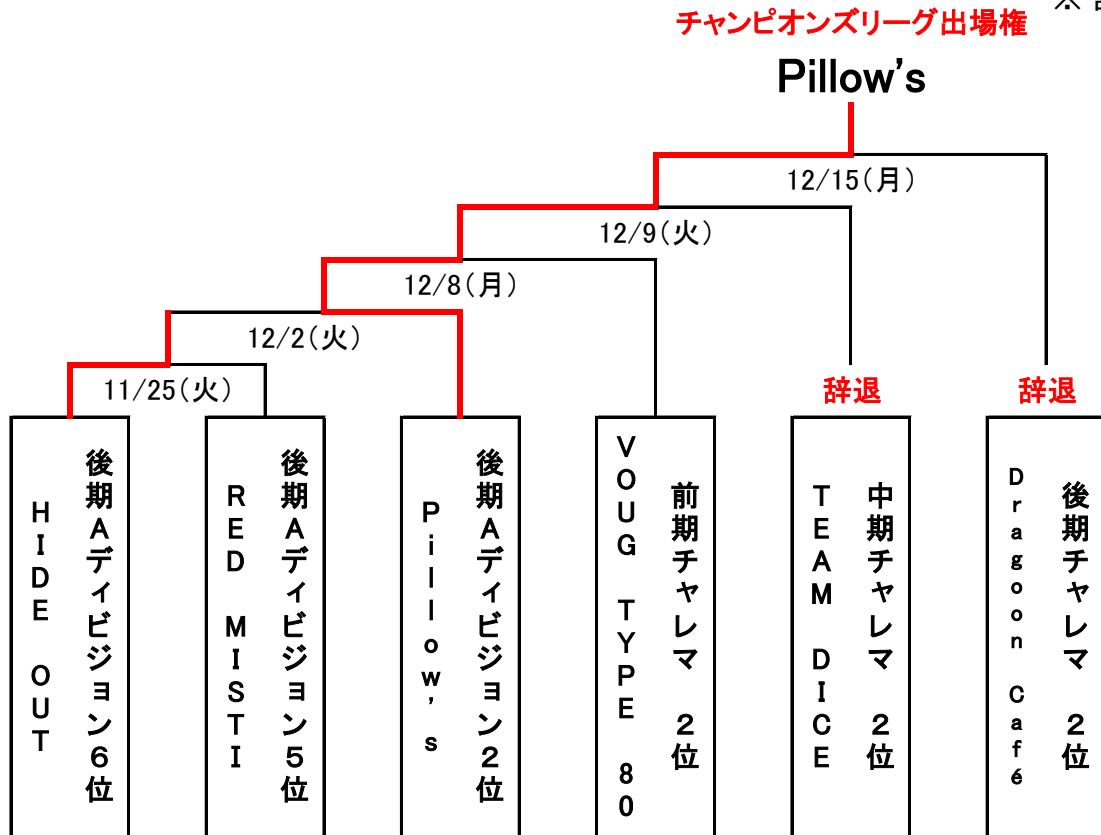 ※
チャンピオンズリーグ出場権
Pillow's
12/15(月)
12/9(火)
12/8(月)
12/2(火)
11/25(火)
辞退
辞退
後期Aディビジョン6位
HIDE OUT
後期Aディビジョン5位
RED MISTI
後期Aディビジョン2位
Pillow's
前期チャレマ 2位
VOUG TYPE 80
中期チャレマ 2位
TEAM DICE
後期チャレマ 2位
Dragoon Café